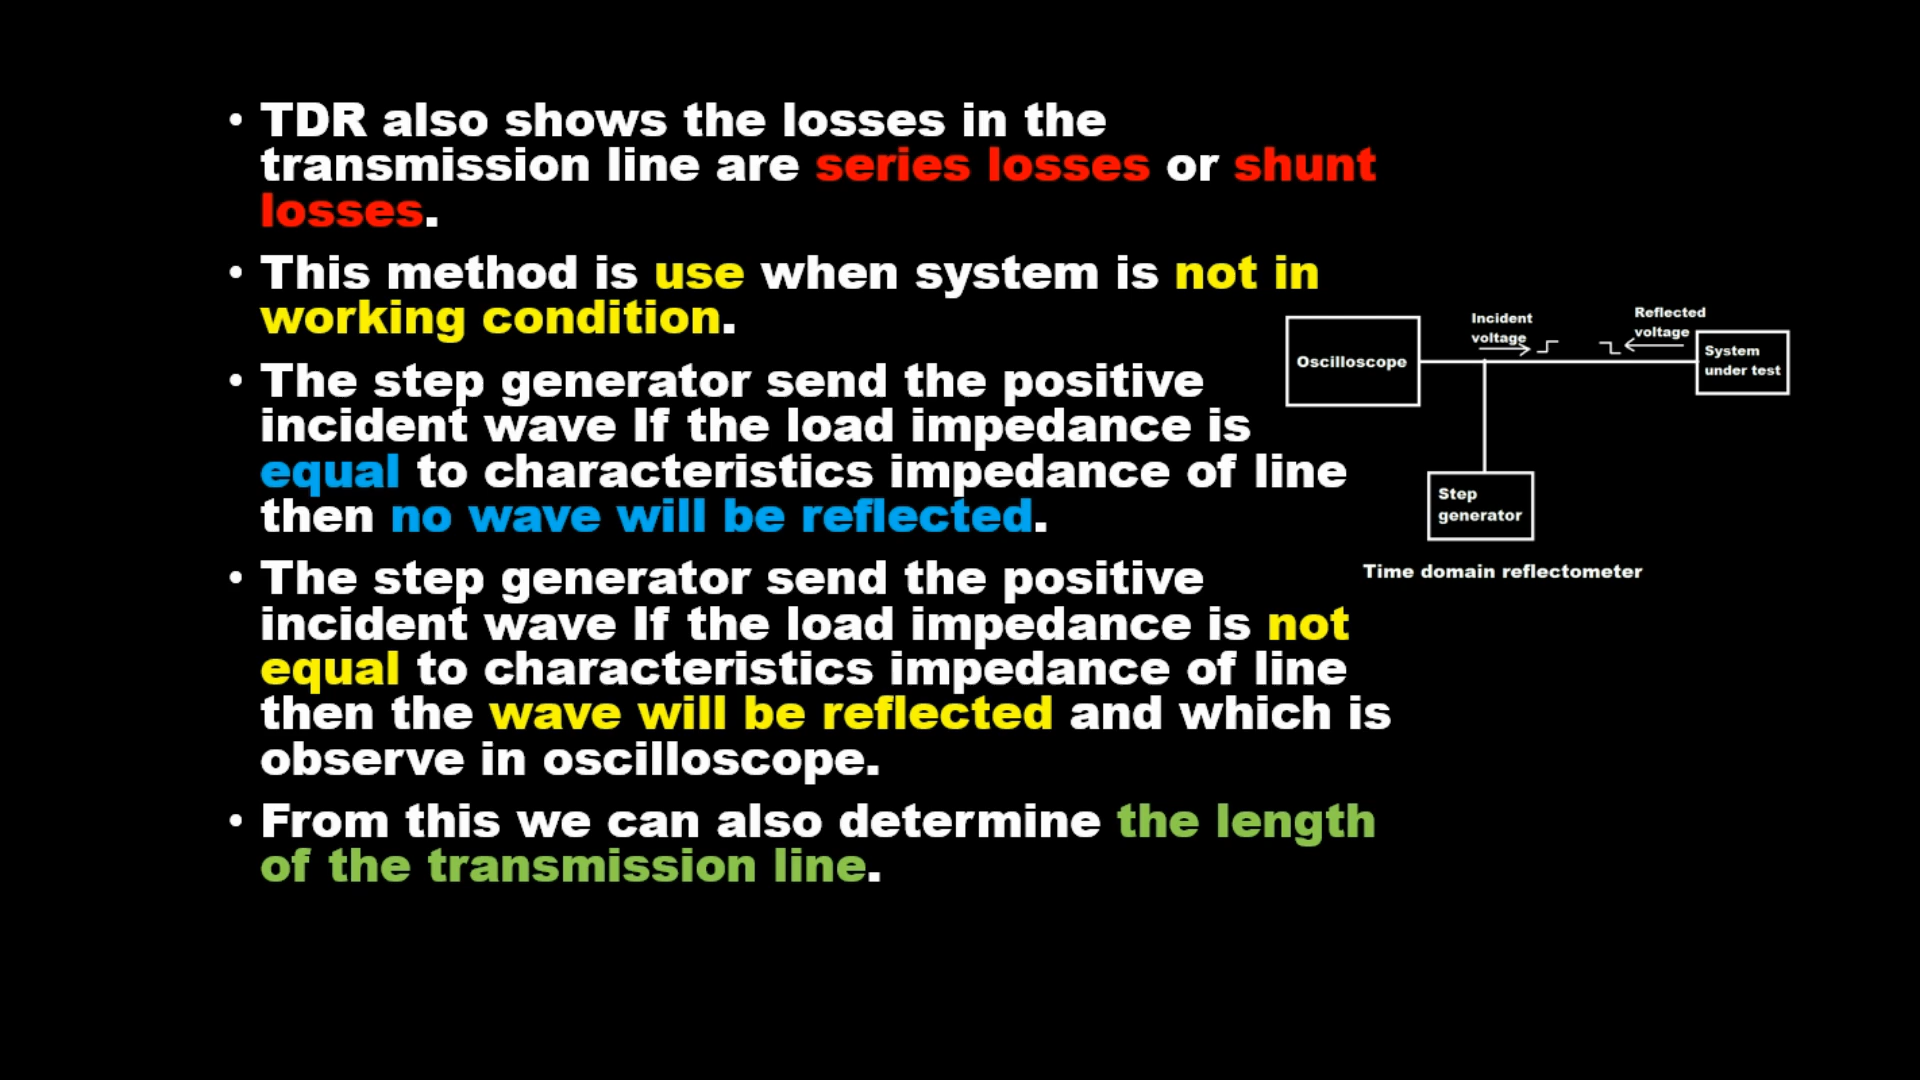 • TDR also shows the losses in the
transmission line are series losses or shunt
losses.
• This method is use when system is not in
working condition.
• The step generator send the positive
incident wave If the load impedance is
equal to characteristics impedance of line
then no wave will be reflected.
• The step generator send the positive
incident wave If the load impedance is not
equal to characteristics impedance of line
then the wave will be reflected and which is
observe in oscilloscope.
• From this we can also determine the length
of the transmission line.
Oscilloscope
Incident
voltage
Reflected
voltage
System
under test
Step
generator
Time domain reflectometer